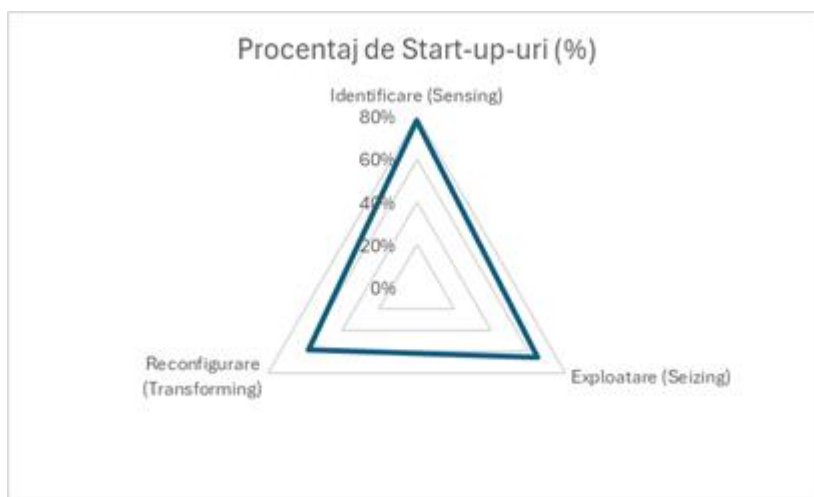 Procentaj de Start-up-uri (%)
Identificare (Sensing)
80%
60%
40%
20%
0%
Reconfigurare
(Transforming)
Exploatare (Seizing)